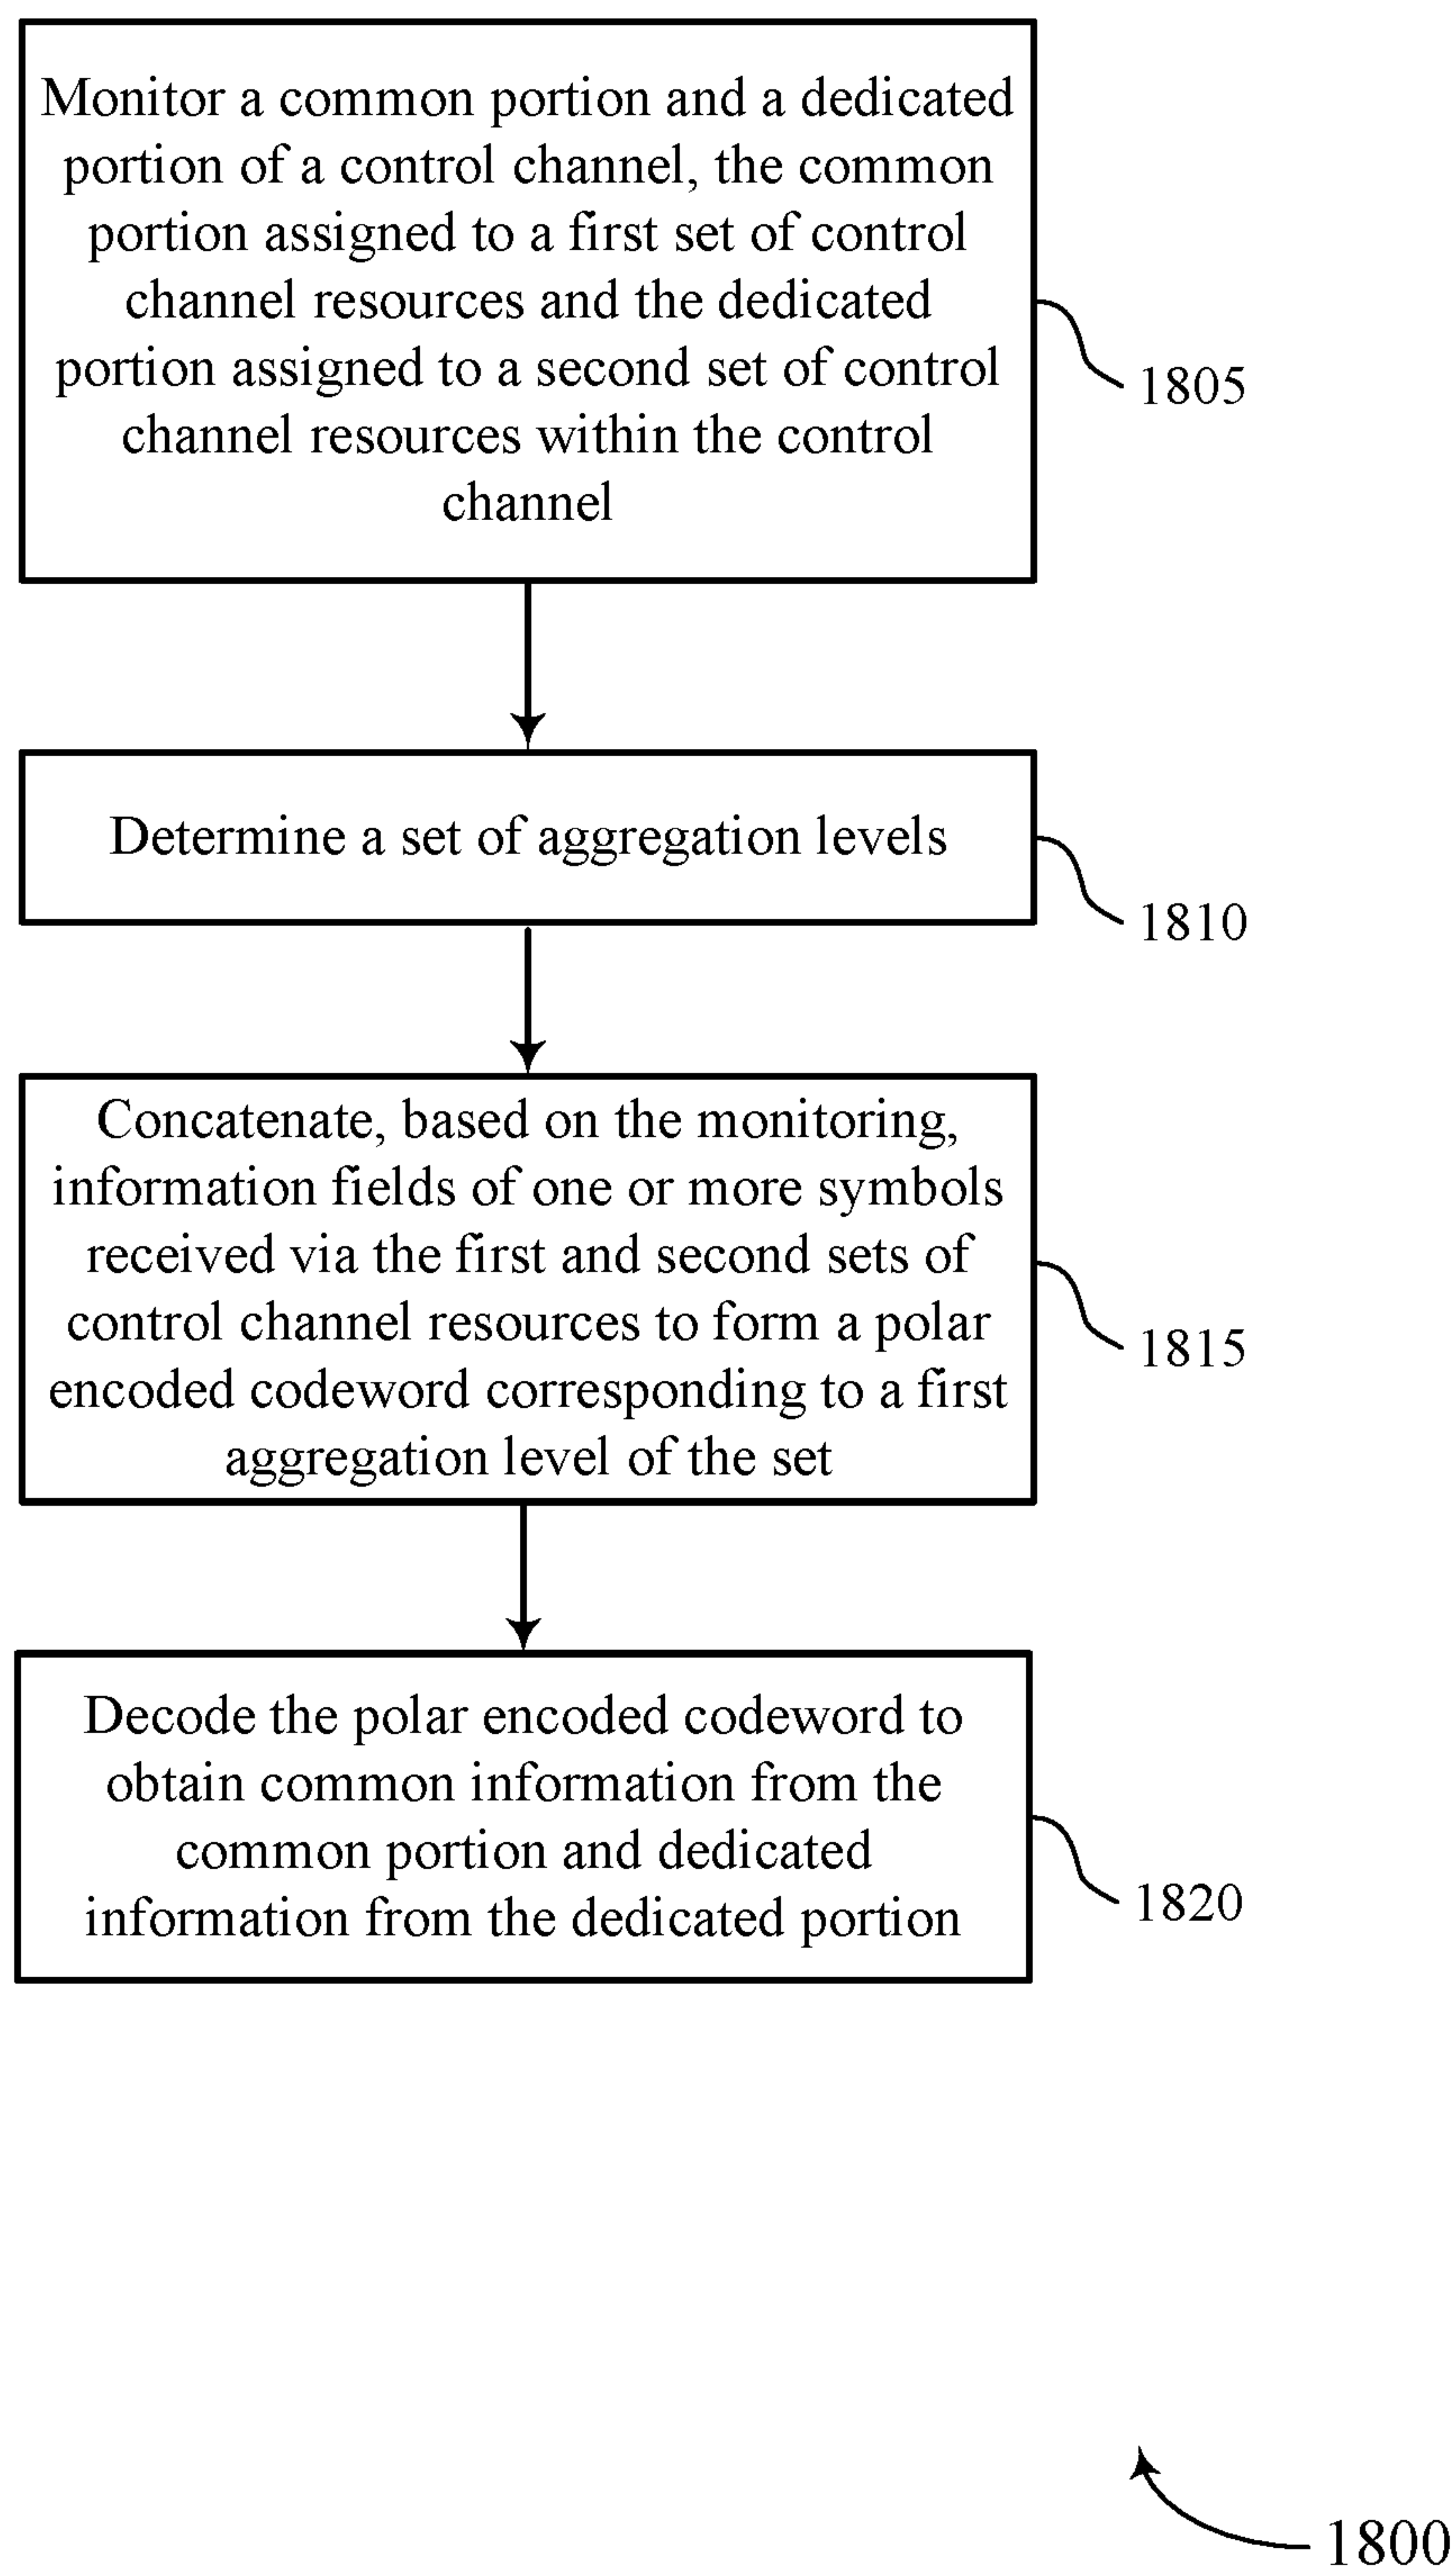 Monitor a common portion and a dedicated
portion of a control channel, the common
portion assigned to a first set of control
channel resources and the dedicated
portion assigned to a second set of control
channel resources within the control
channel
1805
Determine a set of aggregation levels
1810
Concatenate, based on the monitoring,
information fields of one or more symbols
received via the first and second sets of
control channel resources to form a polar
encoded codeword corresponding to a first
aggregation level of the set
1815
Decode the polar encoded codeword to
obtain common information from the
common portion and dedicated
information from the dedicated portion
1820
1800